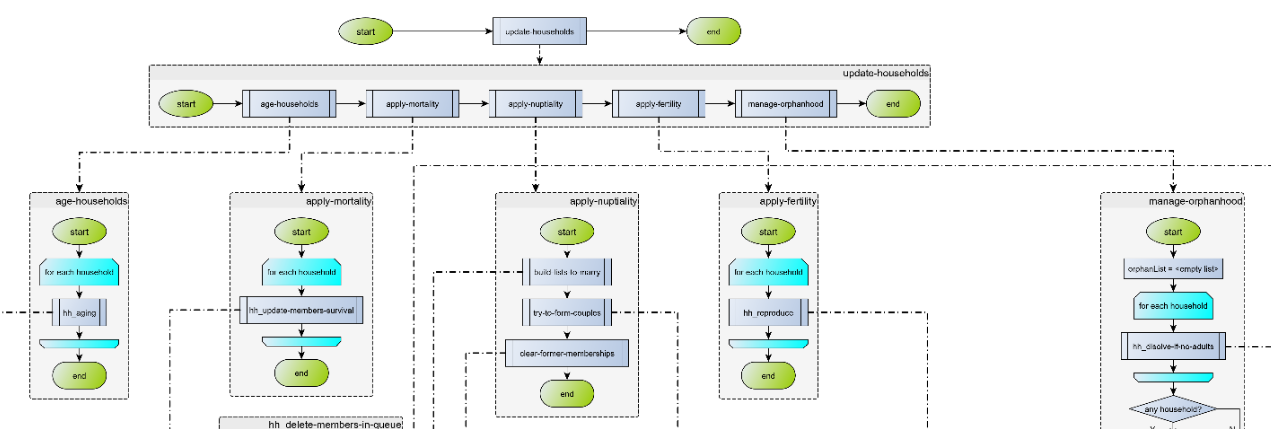 start
update-households
end
update-households
start
age-households
apply-mortality
apply-nuptiality
apply-fertility
manage-orphanhood
end
age-households
start
for each household
hh_aging
end
apply-mortality
start
for each household
hh_update-members-survival
end
apply-nuptiality
start
build lists to marry
try-to-form-couples
clear-former-memberships
end
apply-fertility
start
for each household
hh_reproduce
end
manage-orphanhood
start
orphanList = <empty list>
for each household
hh_disolve-if-no-adults
any household?
hh_delete-members-in-queue